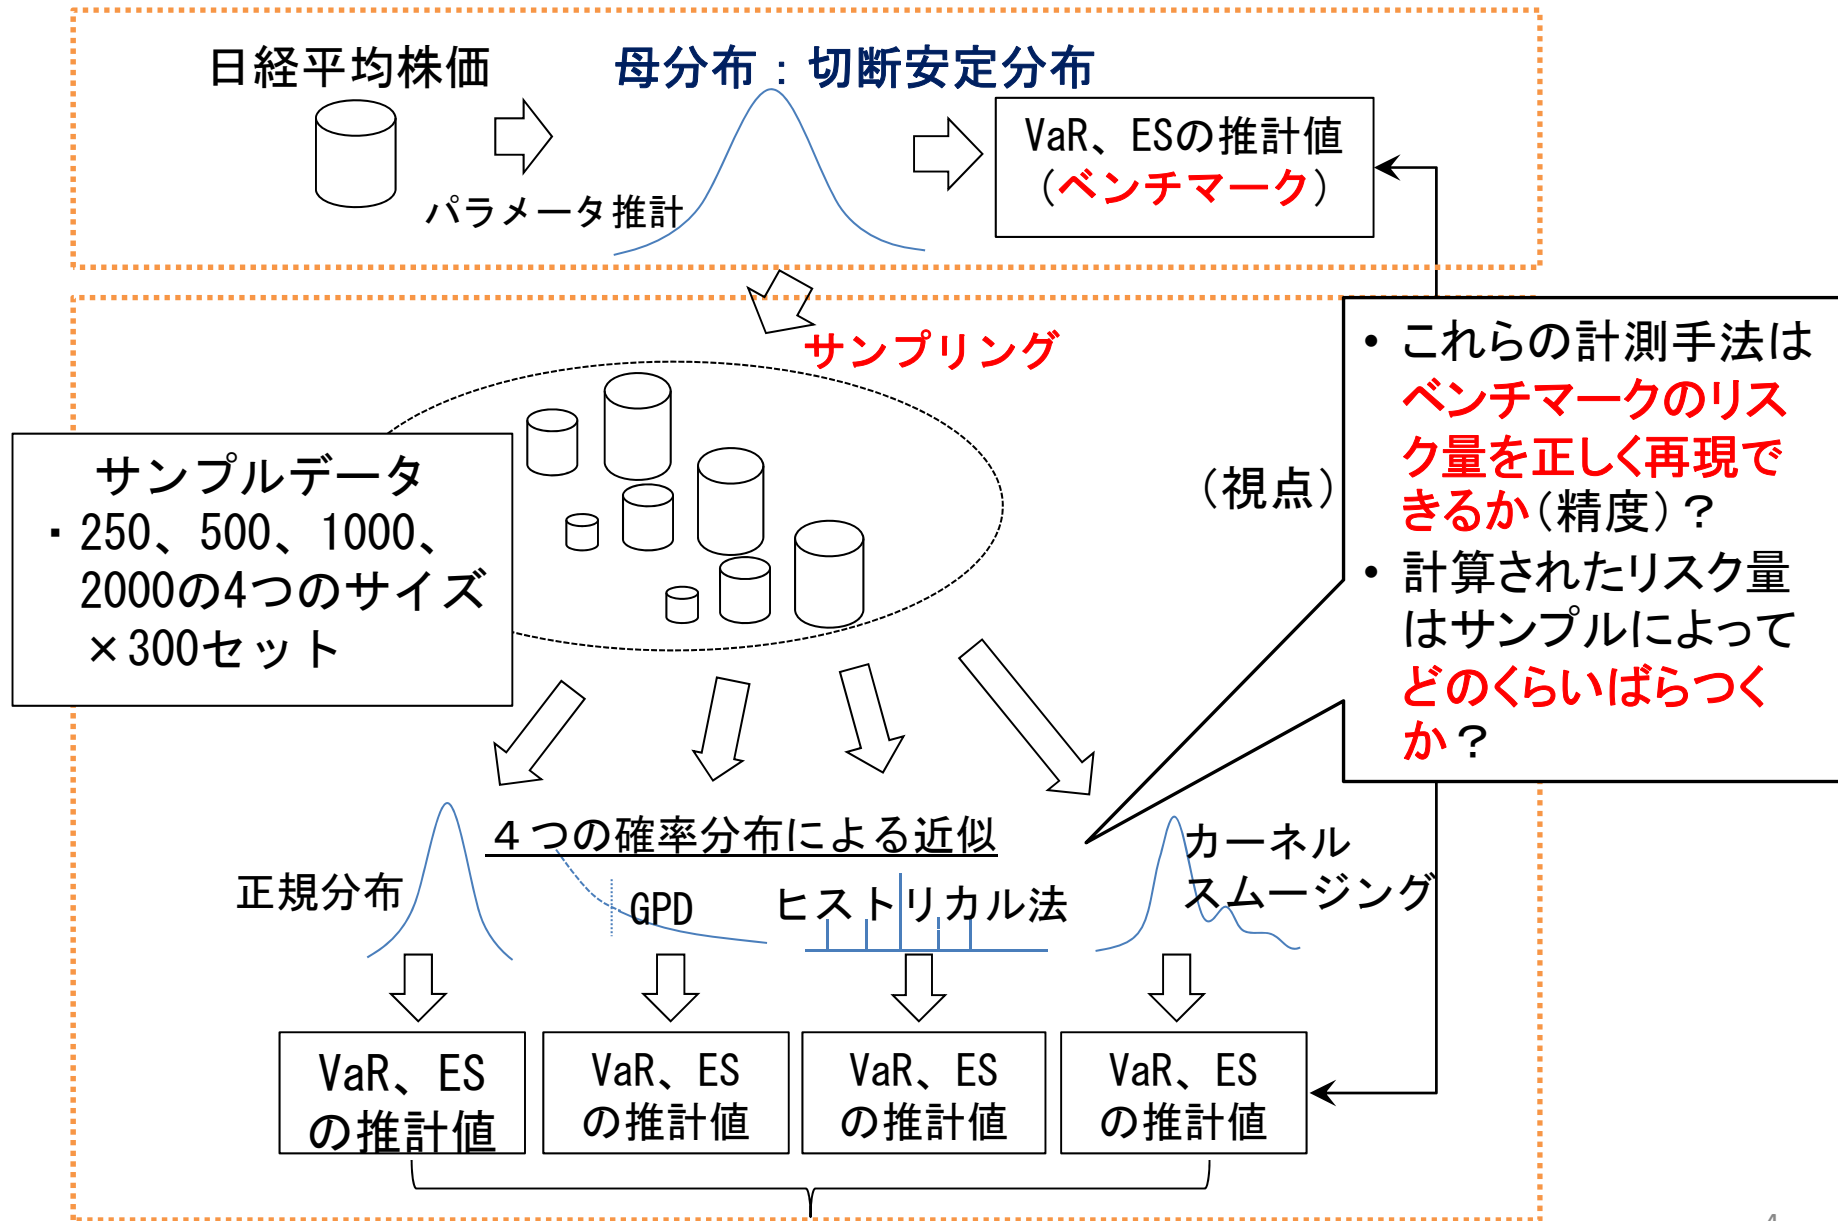 日経平均株価
母分布：切断安定分布
パラメータ推計
VaR、ESの推計値
（ベンチマーク）
サンプリング
サンプルデータ
・250、500、1000、
2000の4つのサイズ
×300セット
（視点）
• これらの計測手法は
ベンチマークのリス
ク量を正しく再現で
きるか（精度）？
• 計算されたリスク量
はサンプルによって
どのくらいばらつく
か？
４つの確率分布による近似
正規分布
GPD
ヒストリカル法
カーネル
スムージング
VaR、ES
の推計値
VaR、ES
の推計値
VaR、ES
の推計値
VaR、ES
の推計値